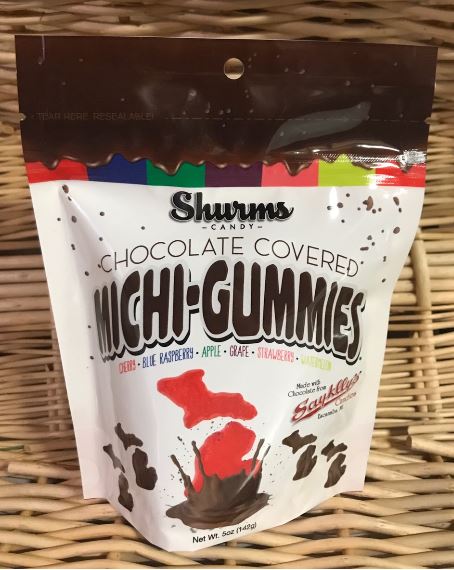 TEAR HERE RESEALABLE!
Shurms
-CANDY-
CHOCOLATE COVERED
MICHI-GUMMIES
CHERRY • BLUE RASPBERRY • APPLE • GRAPE • STRAWBERRY • WATERMELON
Made with
Chocolate from
Sayklly's
Candies
Escanaba, MI
Net Wt. 5oz (142g)